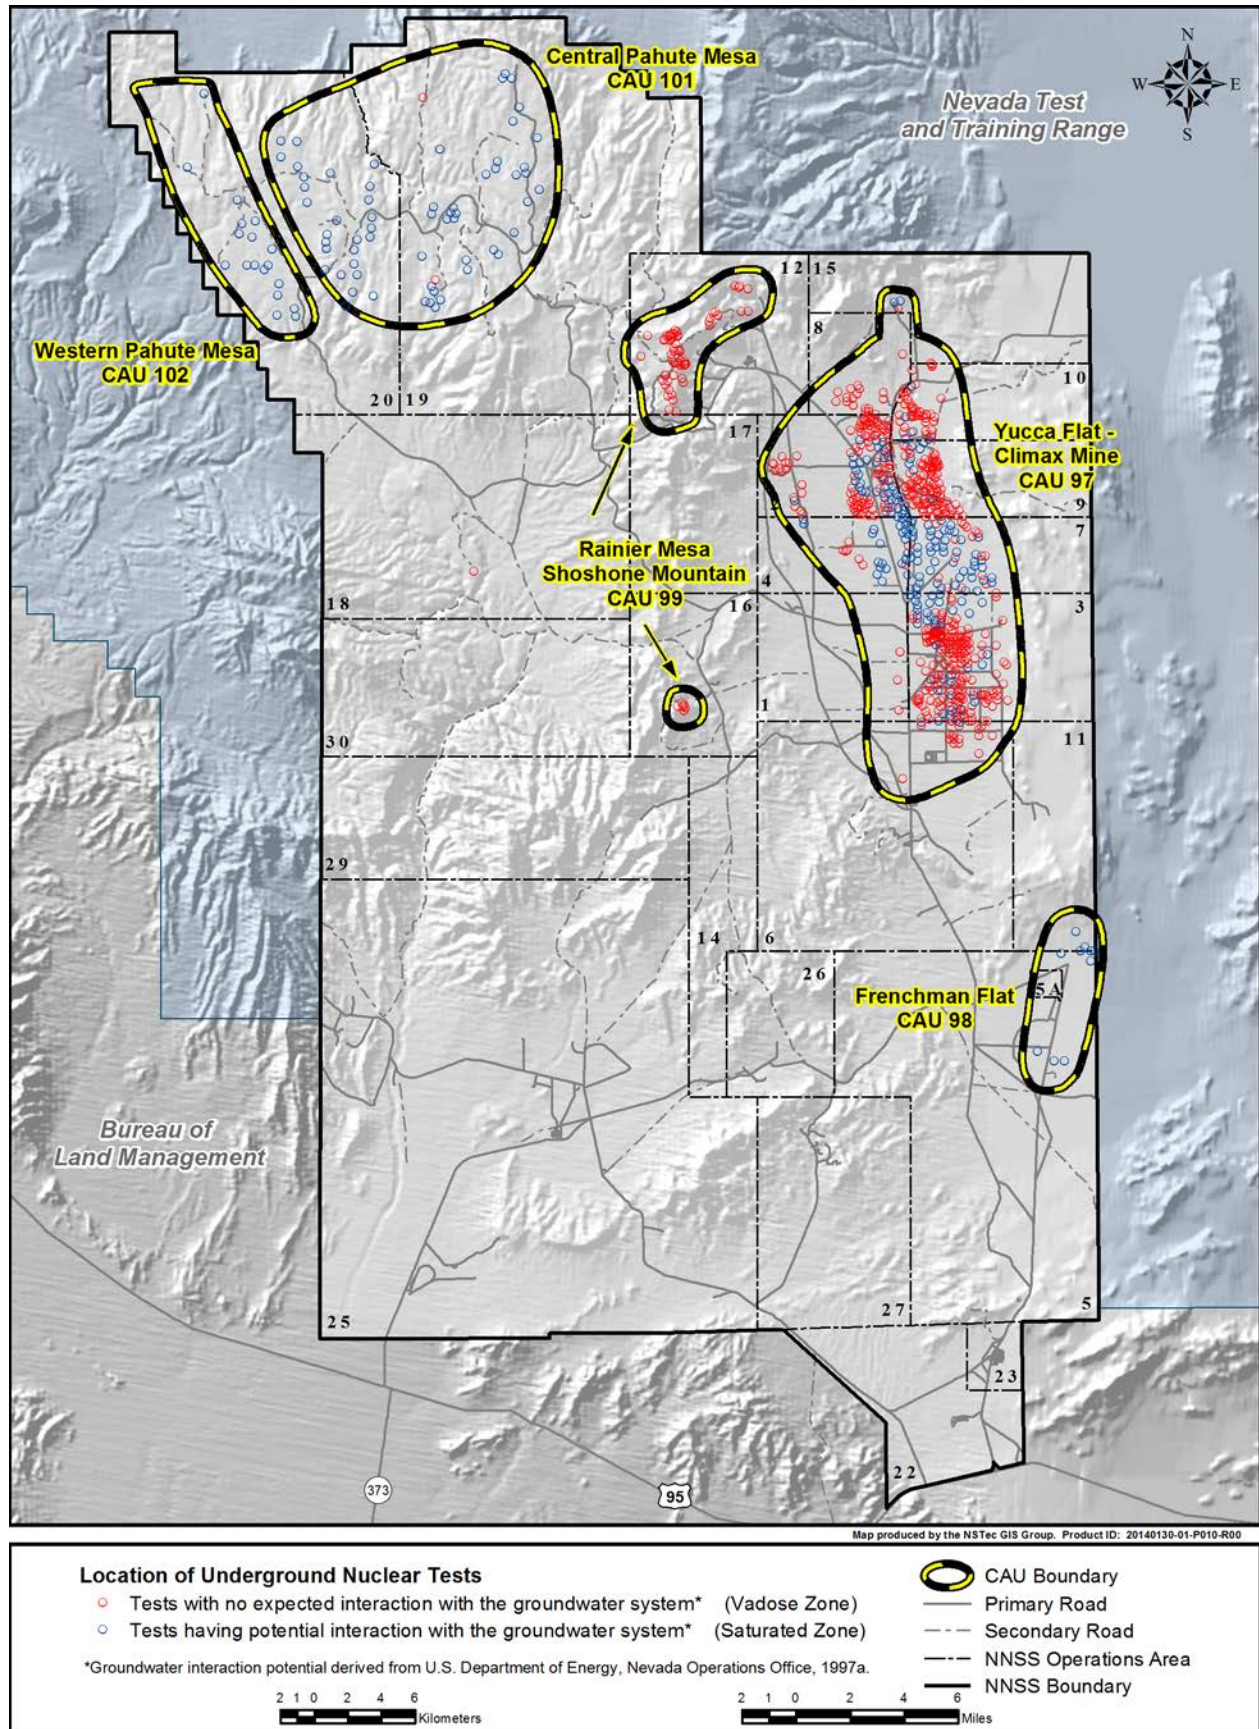 Central Pahute Mesa
CAU 101
N
W
E
S
Nevada Test
and Training Range
12
15
8
Western Pahute Mesa
CAU 102
20
19
10
17
Yucca Flat -
Climax Mine
CAU 97
9
7
Rainier Mesa
Shoshone Mountain
CAU 99
18
4
16
3
30
1
11
29
14
6
26
Frenchman Flat
CAU 98
5A
Bureau of
Land Management
25
27
5
23
22
373
95
Map produced by the NSTec GIS Group. Product ID: 20140130-01-P010-R00
Location of Underground Nuclear Tests
Tests with no expected interaction with the groundwater system* (Vadose Zone)
Tests having potential interaction with the groundwater system* (Saturated Zone)
*Groundwater interaction potential derived from U.S. Department of Energy, Nevada Operations Office, 1997a.
2 1 0 2 4 6
Kilometers
2 1 0 2 4 6
Miles
CAU Boundary
Primary Road
Secondary Road
NNSS Operations Area
NNSS Boundary